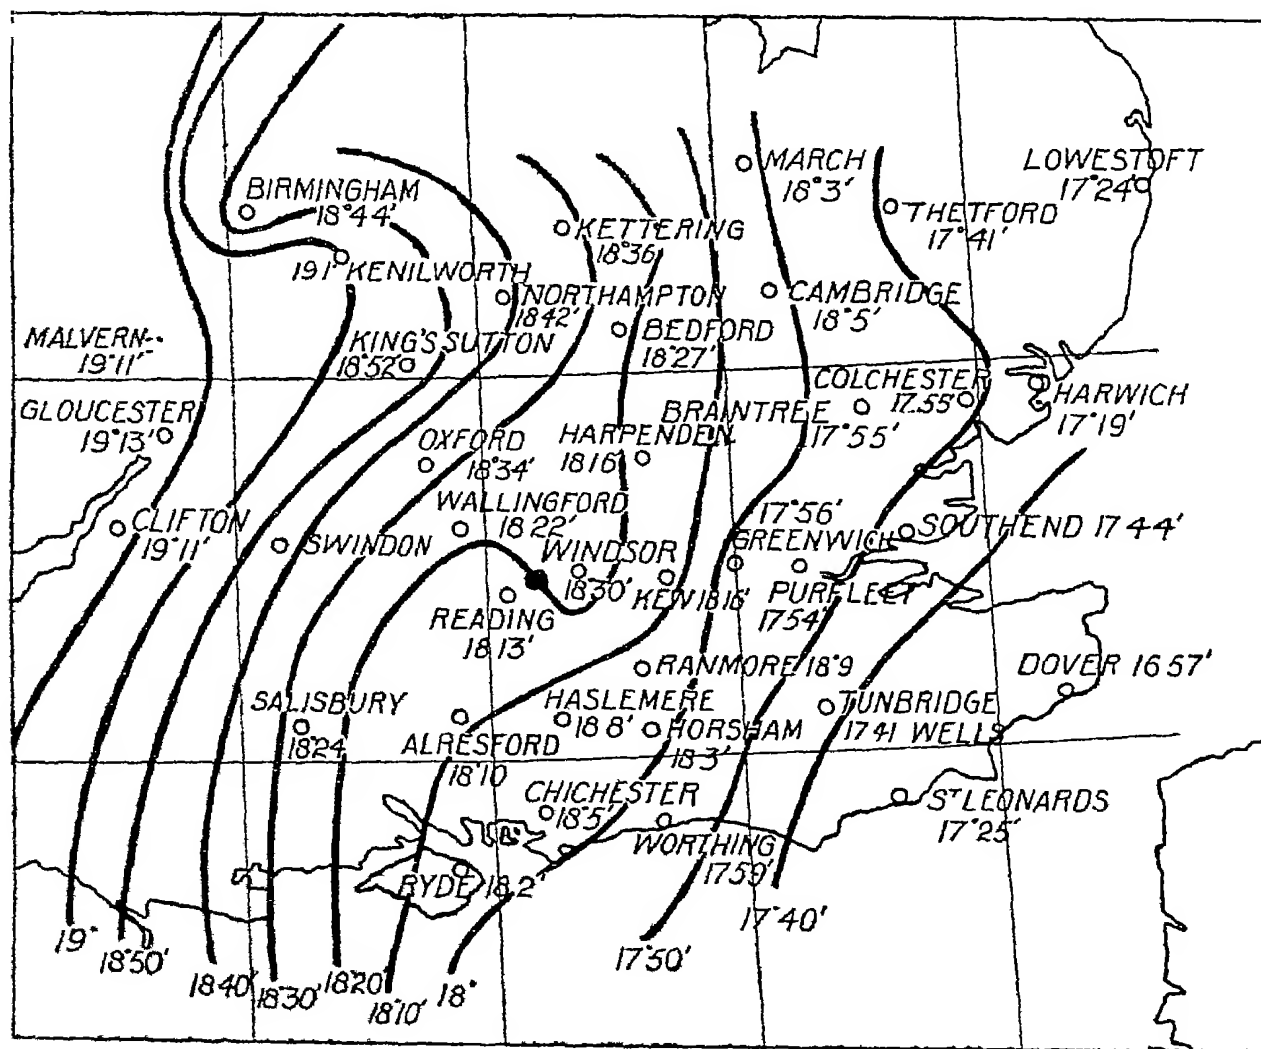 MARCH
18°3'
LOWESTOFT
17°24'
BIRMINGHAM
18°44'
THETFORD
17°41'
KETTERING
18°36
19 1° KENILWORTH
NORTHAMPTON
18 42'
CAMBRIDGE
18°5'
MALVERN
19°11'
KING'S SUTTON
18°52'
BEDFORD
18°27'
COLCHESTER
17.55'
HARWICH
17°19'
GLOUCESTER
19°13'
BRAINTREE
17°55'
OXFORD
18°34'
HARPENDEN
18 16'
CLIFTON
19°11'
SWINDON
WALLINGFORD
18 22'
WINDSOR
18°30'
17°56'
GREENWICH
SOUTHEND 17 44'
READING
18 13'
KEW 18 16'
PURFLEET
17 54'
RANMORE 18°9
DOVER 16 57'
SALISBURY
18°24'
ALRESFORD
18°10
HASLEMERE
18 8'
HORSHAM
18 3'
TUNBRIDGE
17 41 WELLS
CHICHESTER
18°5'
ST LEONARDS
17°25'
WORTHING
17 59'
RYDE 18.2'
19°
18°50'
18 40'
18°30'
18°20'
18°10'
18°
17°50'
17°40'